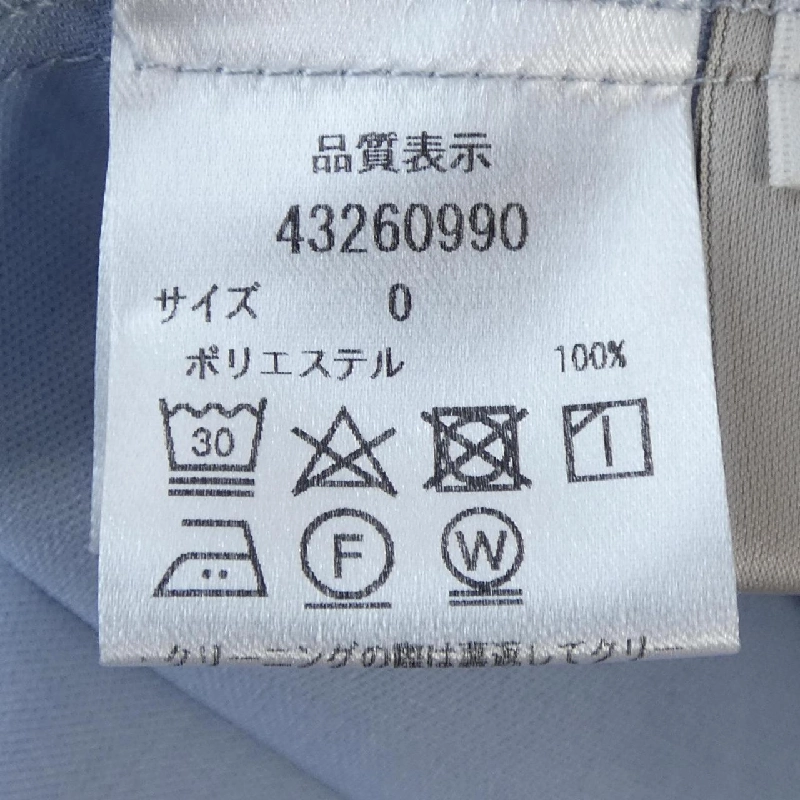 品質表示
43260990
サイズ 0
ポリエステル 100%
30
F W
・クリーニングの際は裏返してクリー